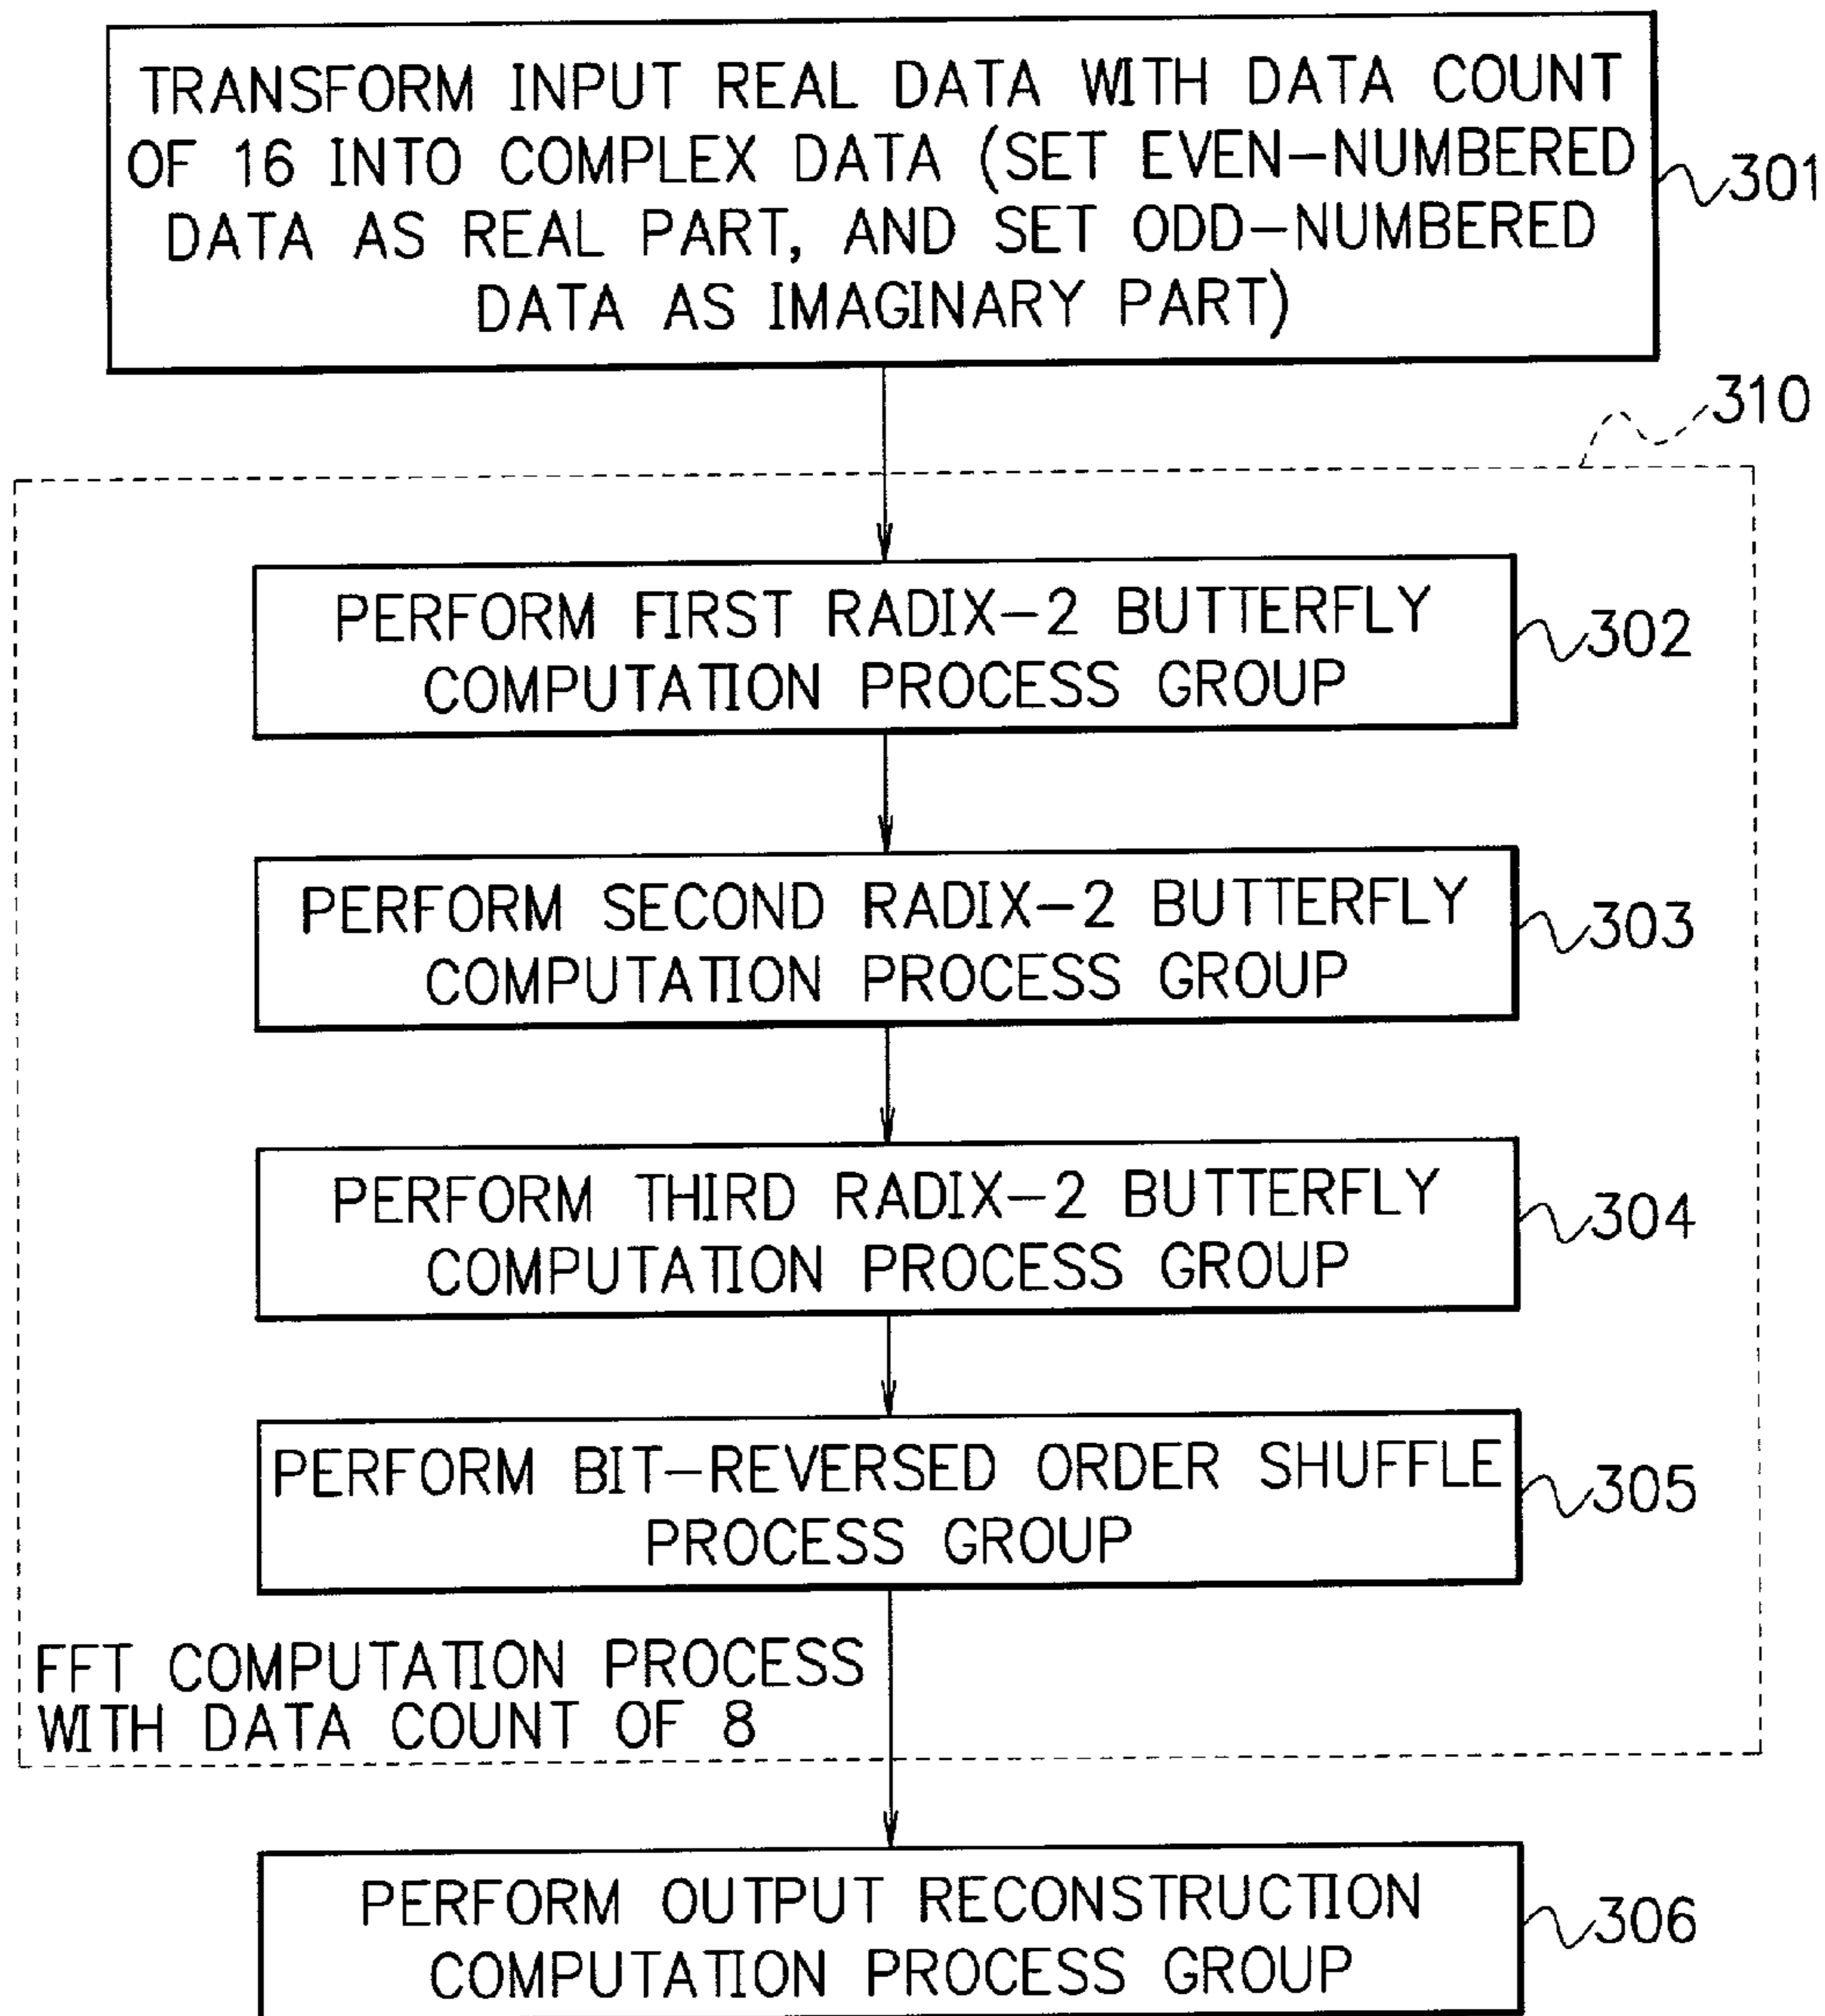 TRANSFORM INPUT REAL DATA WITH DATA COUNT
OF 16 INTO COMPLEX DATA (SET EVEN-NUMBERED
DATA AS REAL PART, AND SET ODD-NUMBERED
DATA AS IMAGINARY PART)
301
310
PERFORM FIRST RADIX-2 BUTTERFLY
COMPUTATION PROCESS GROUP
302
PERFORM SECOND RADIX-2 BUTTERFLY
COMPUTATION PROCESS GROUP
303
PERFORM THIRD RADIX-2 BUTTERFLY
COMPUTATION PROCESS GROUP
304
PERFORM BIT-REVERSED ORDER SHUFFLE
PROCESS GROUP
305
FFT COMPUTATION PROCESS
WITH DATA COUNT OF 8
PERFORM OUTPUT RECONSTRUCTION
COMPUTATION PROCESS GROUP
306